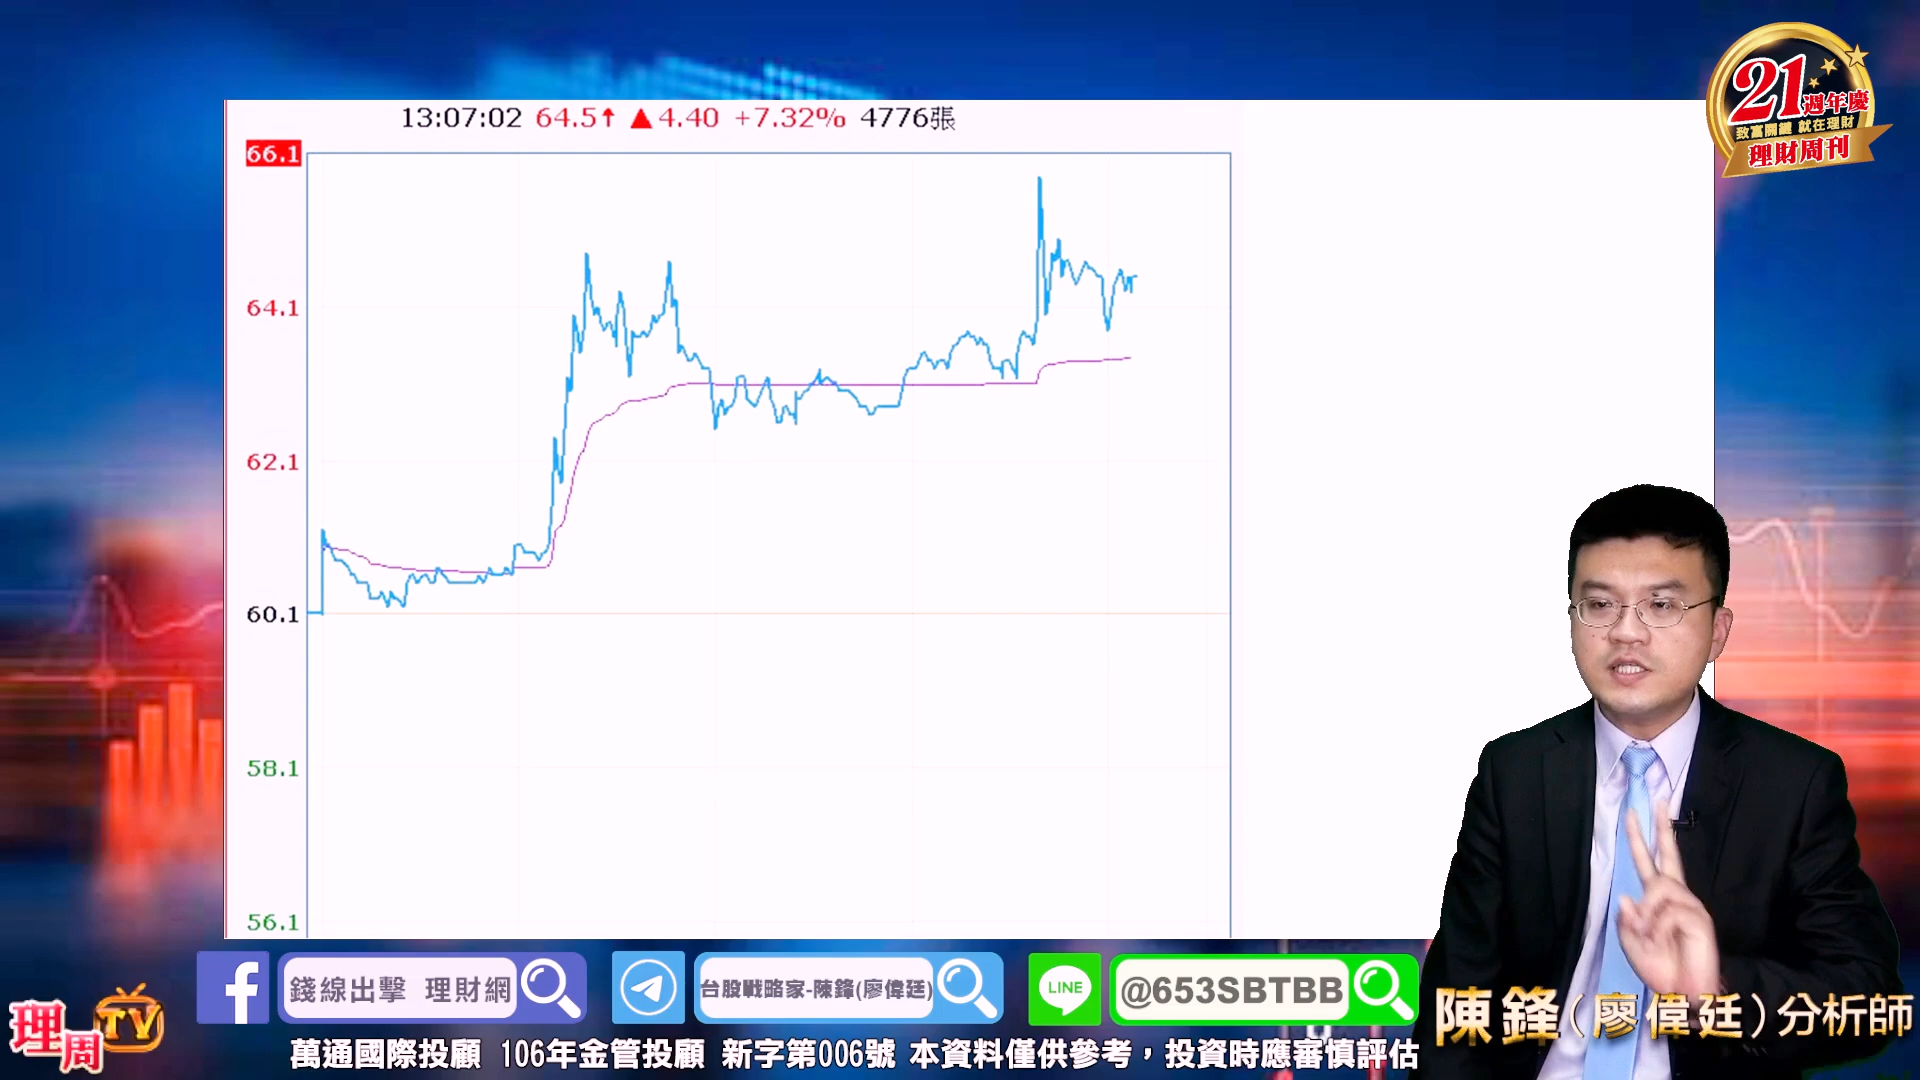 21週年慶
致富關鍵 就在理財
理財周刊
13:07:02 64.5↑ ▲4.40 +7.32% 4776張
66.1
64.1
62.1
60.1
58.1
56.1
錢線出擊 理財網
台股戰略家-陳鋒(廖偉廷)
LINE
@653SBTBB
理周TV
陳鋒(廖偉廷)分析師
萬通國際投顧 106年金管投顧 新字第006號 本資料僅供參考，投資時應審慎評估